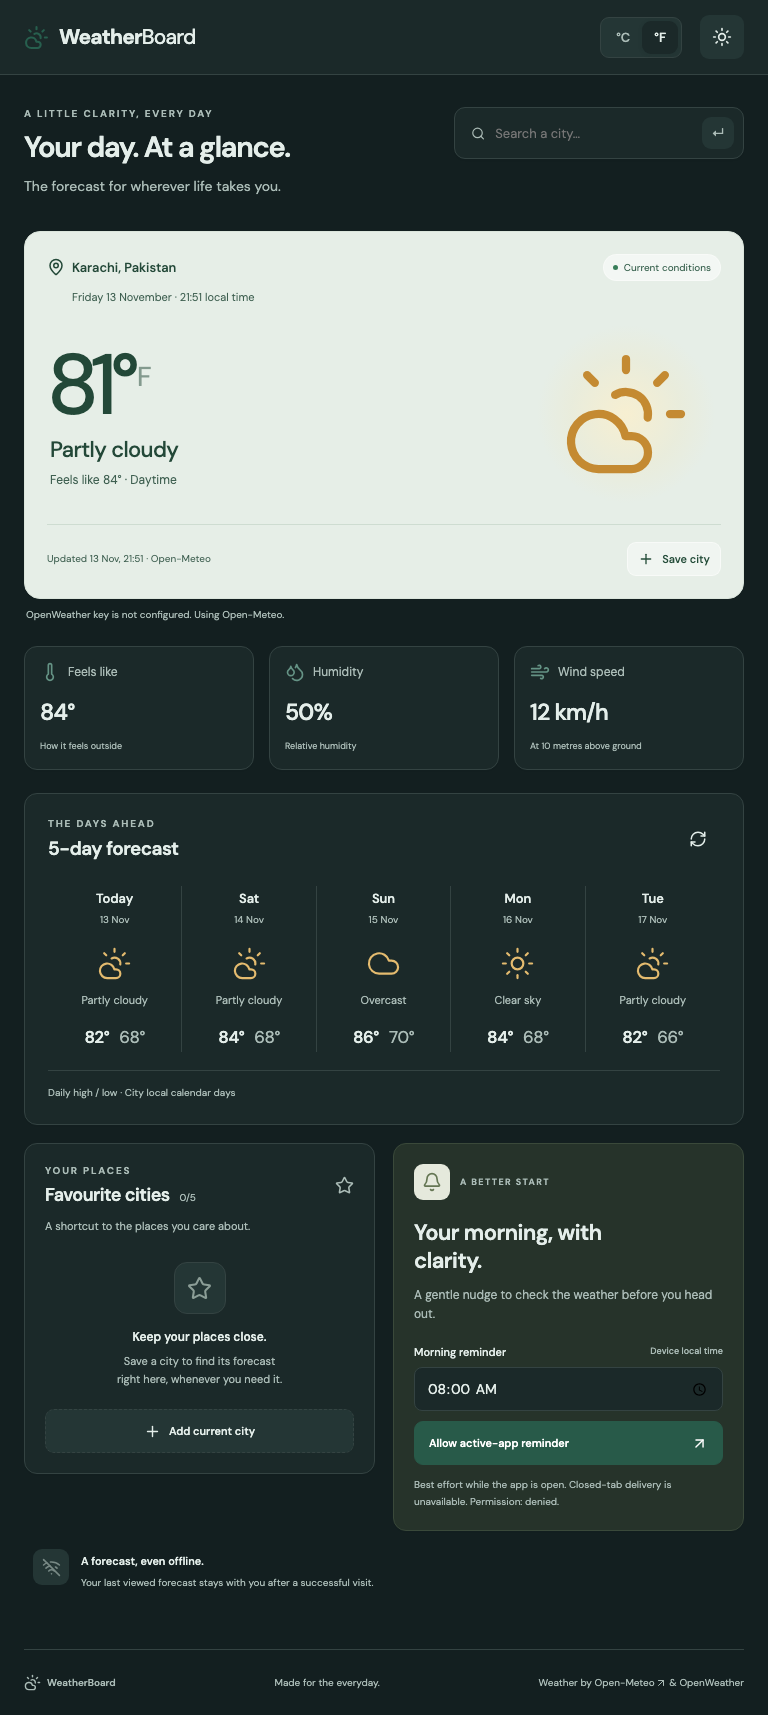 WeatherBoard
°C °F
A LITTLE CLARITY, EVERY DAY
Your day. At a glance.
The forecast for wherever life takes you.
Search a city...
Karachi, Pakistan
Current conditions
Friday 13 November · 21:51 local time
81°F
Partly cloudy
Feels like 84° · Daytime
Updated 13 Nov, 21:51 · Open-Meteo
Save city
OpenWeather key is not configured. Using Open-Meteo.
Feels like
84°
How it feels outside
Humidity
50%
Relative humidity
Wind speed
12 km/h
At 10 metres above ground
THE DAYS AHEAD
5-day forecast
Today
13 Nov
Partly cloudy
82° 68°
Sat
14 Nov
Partly cloudy
84° 68°
Sun
15 Nov
Overcast
86° 70°
Mon
16 Nov
Clear sky
84° 68°
Tue
17 Nov
Partly cloudy
82° 66°
Daily high / low · City local calendar days
YOUR PLACES
Favourite cities 0/5
A shortcut to the places you care about.
Keep your places close.
Save a city to find its forecast
right here, whenever you need it.
Add current city
A BETTER START
Your morning, with
clarity.
A gentle nudge to check the weather before you head
out.
Morning reminder
Device local time
08:00 AM
Allow active-app reminder
Best effort while the app is open. Closed-tab delivery is
unavailable. Permission: denied.
A forecast, even offline.
Your last viewed forecast stays with you after a successful visit.
WeatherBoard
Made for the everyday.
Weather by Open-Meteo & OpenWeather